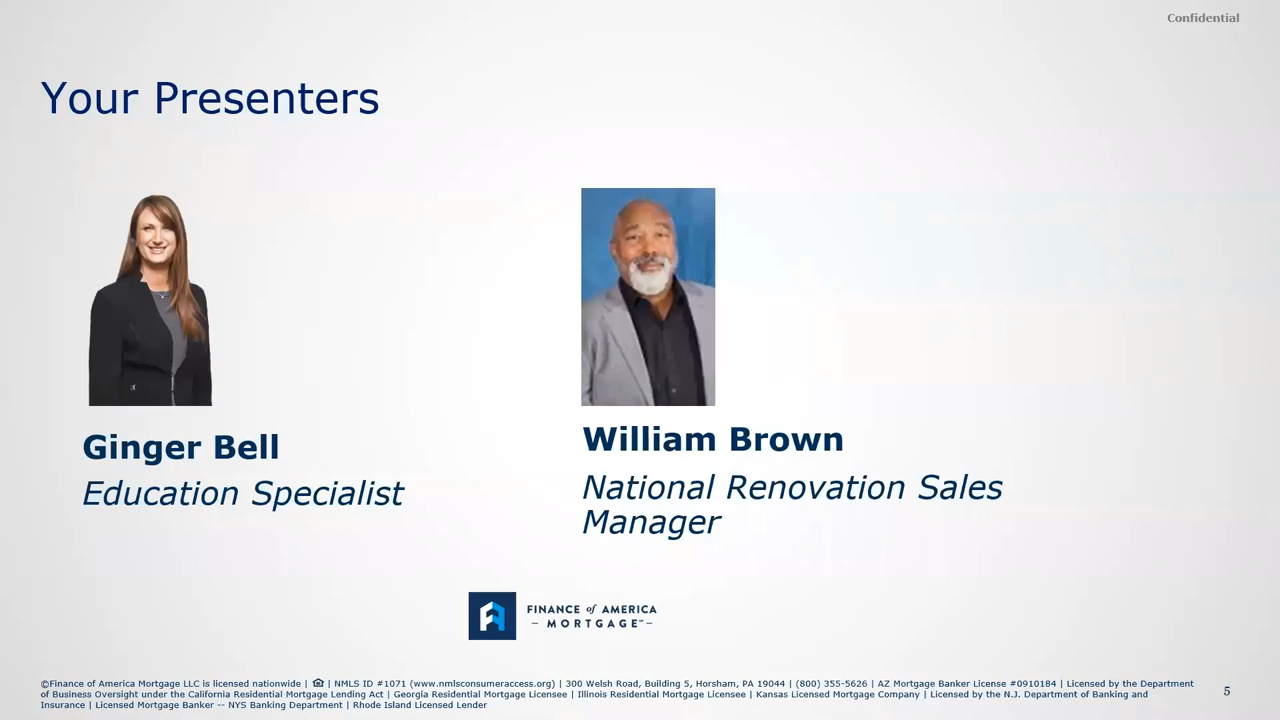 Confidential
Your Presenters
Ginger Bell
Education Specialist
William Brown
National Renovation Sales
Manager
FINANCE of AMERICA
– MORTGAGE℠ –
©Finance of America Mortgage LLC is licensed nationwide | | NMLS ID #1071 (www.nmlsconsumeraccess.org) | 300 Welsh Road, Building 5, Horsham, PA 19044 | (800) 355-5626 | AZ Mortgage Banker License #0910184 | Licensed by the Department
of Business Oversight under the California Residential Mortgage Lending Act | Georgia Residential Mortgage Licensee | Illinois Residential Mortgage Licensee | Kansas Licensed Mortgage Company | Licensed by the N.J. Department of Banking and
Insurance | Licensed Mortgage Banker -- NYS Banking Department | Rhode Island Licensed Lender
5